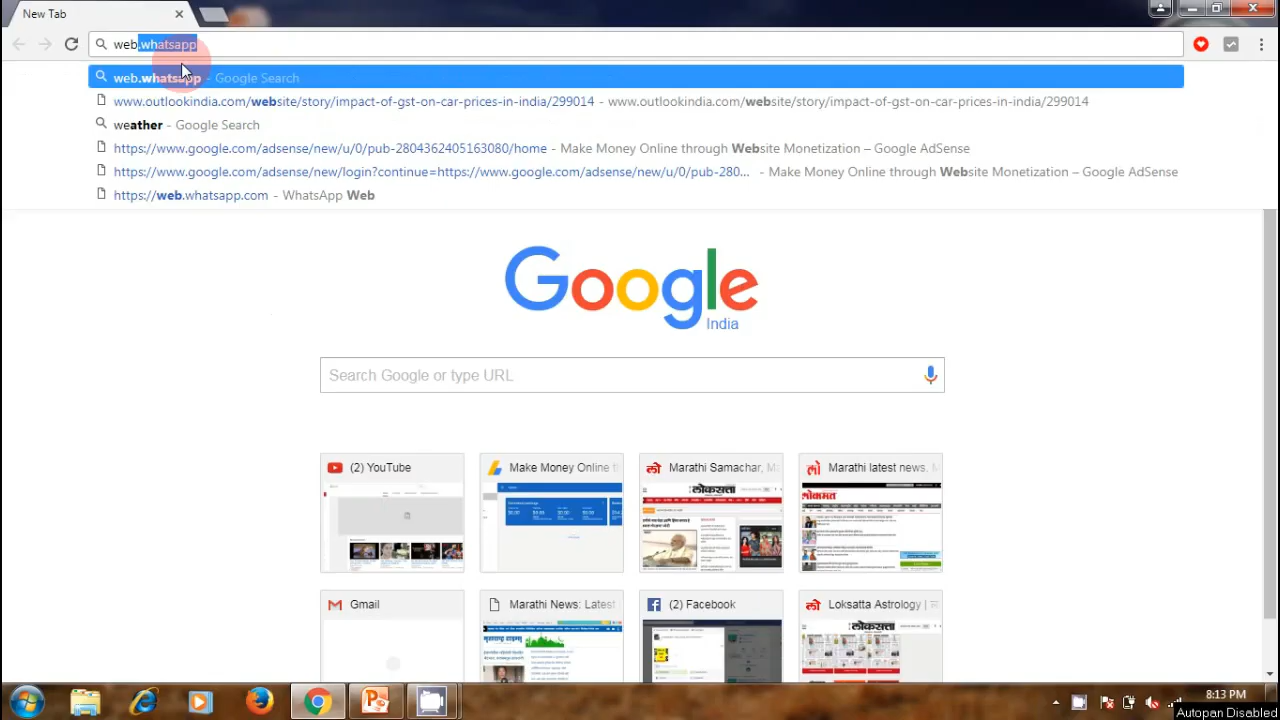 New Tab
web.whatsapp
web.whatsapp - Google Search
www.outlookindia.com/website/story/impact-of-gst-on-car-prices-in-india/299014 - www.outlookindia.com/website/story/impact-of-gst-on-car-prices-in-india/299014
weather - Google Search
https://www.google.com/adsense/new/u/0/pub-2804362405163080/home - Make Money Online through Website Monetization – Google AdSense
https://www.google.com/adsense/new/login?continue=https://www.google.com/adsense/new/u/0/pub-280... - Make Money Online through Website Monetization – Google AdSense
https://web.whatsapp.com - WhatsApp Web
Google
India
Search Google or type URL
(2) YouTube
Make Money Online t
Marathi Samachar, M
Marathi latest news, M
लोकसत्ता
लोकमत
Gmail
Marathi News: Latest
(2) Facebook
Loksatta Astrology |
लोकसत्ता
8:13 PM
Autopan Disabled